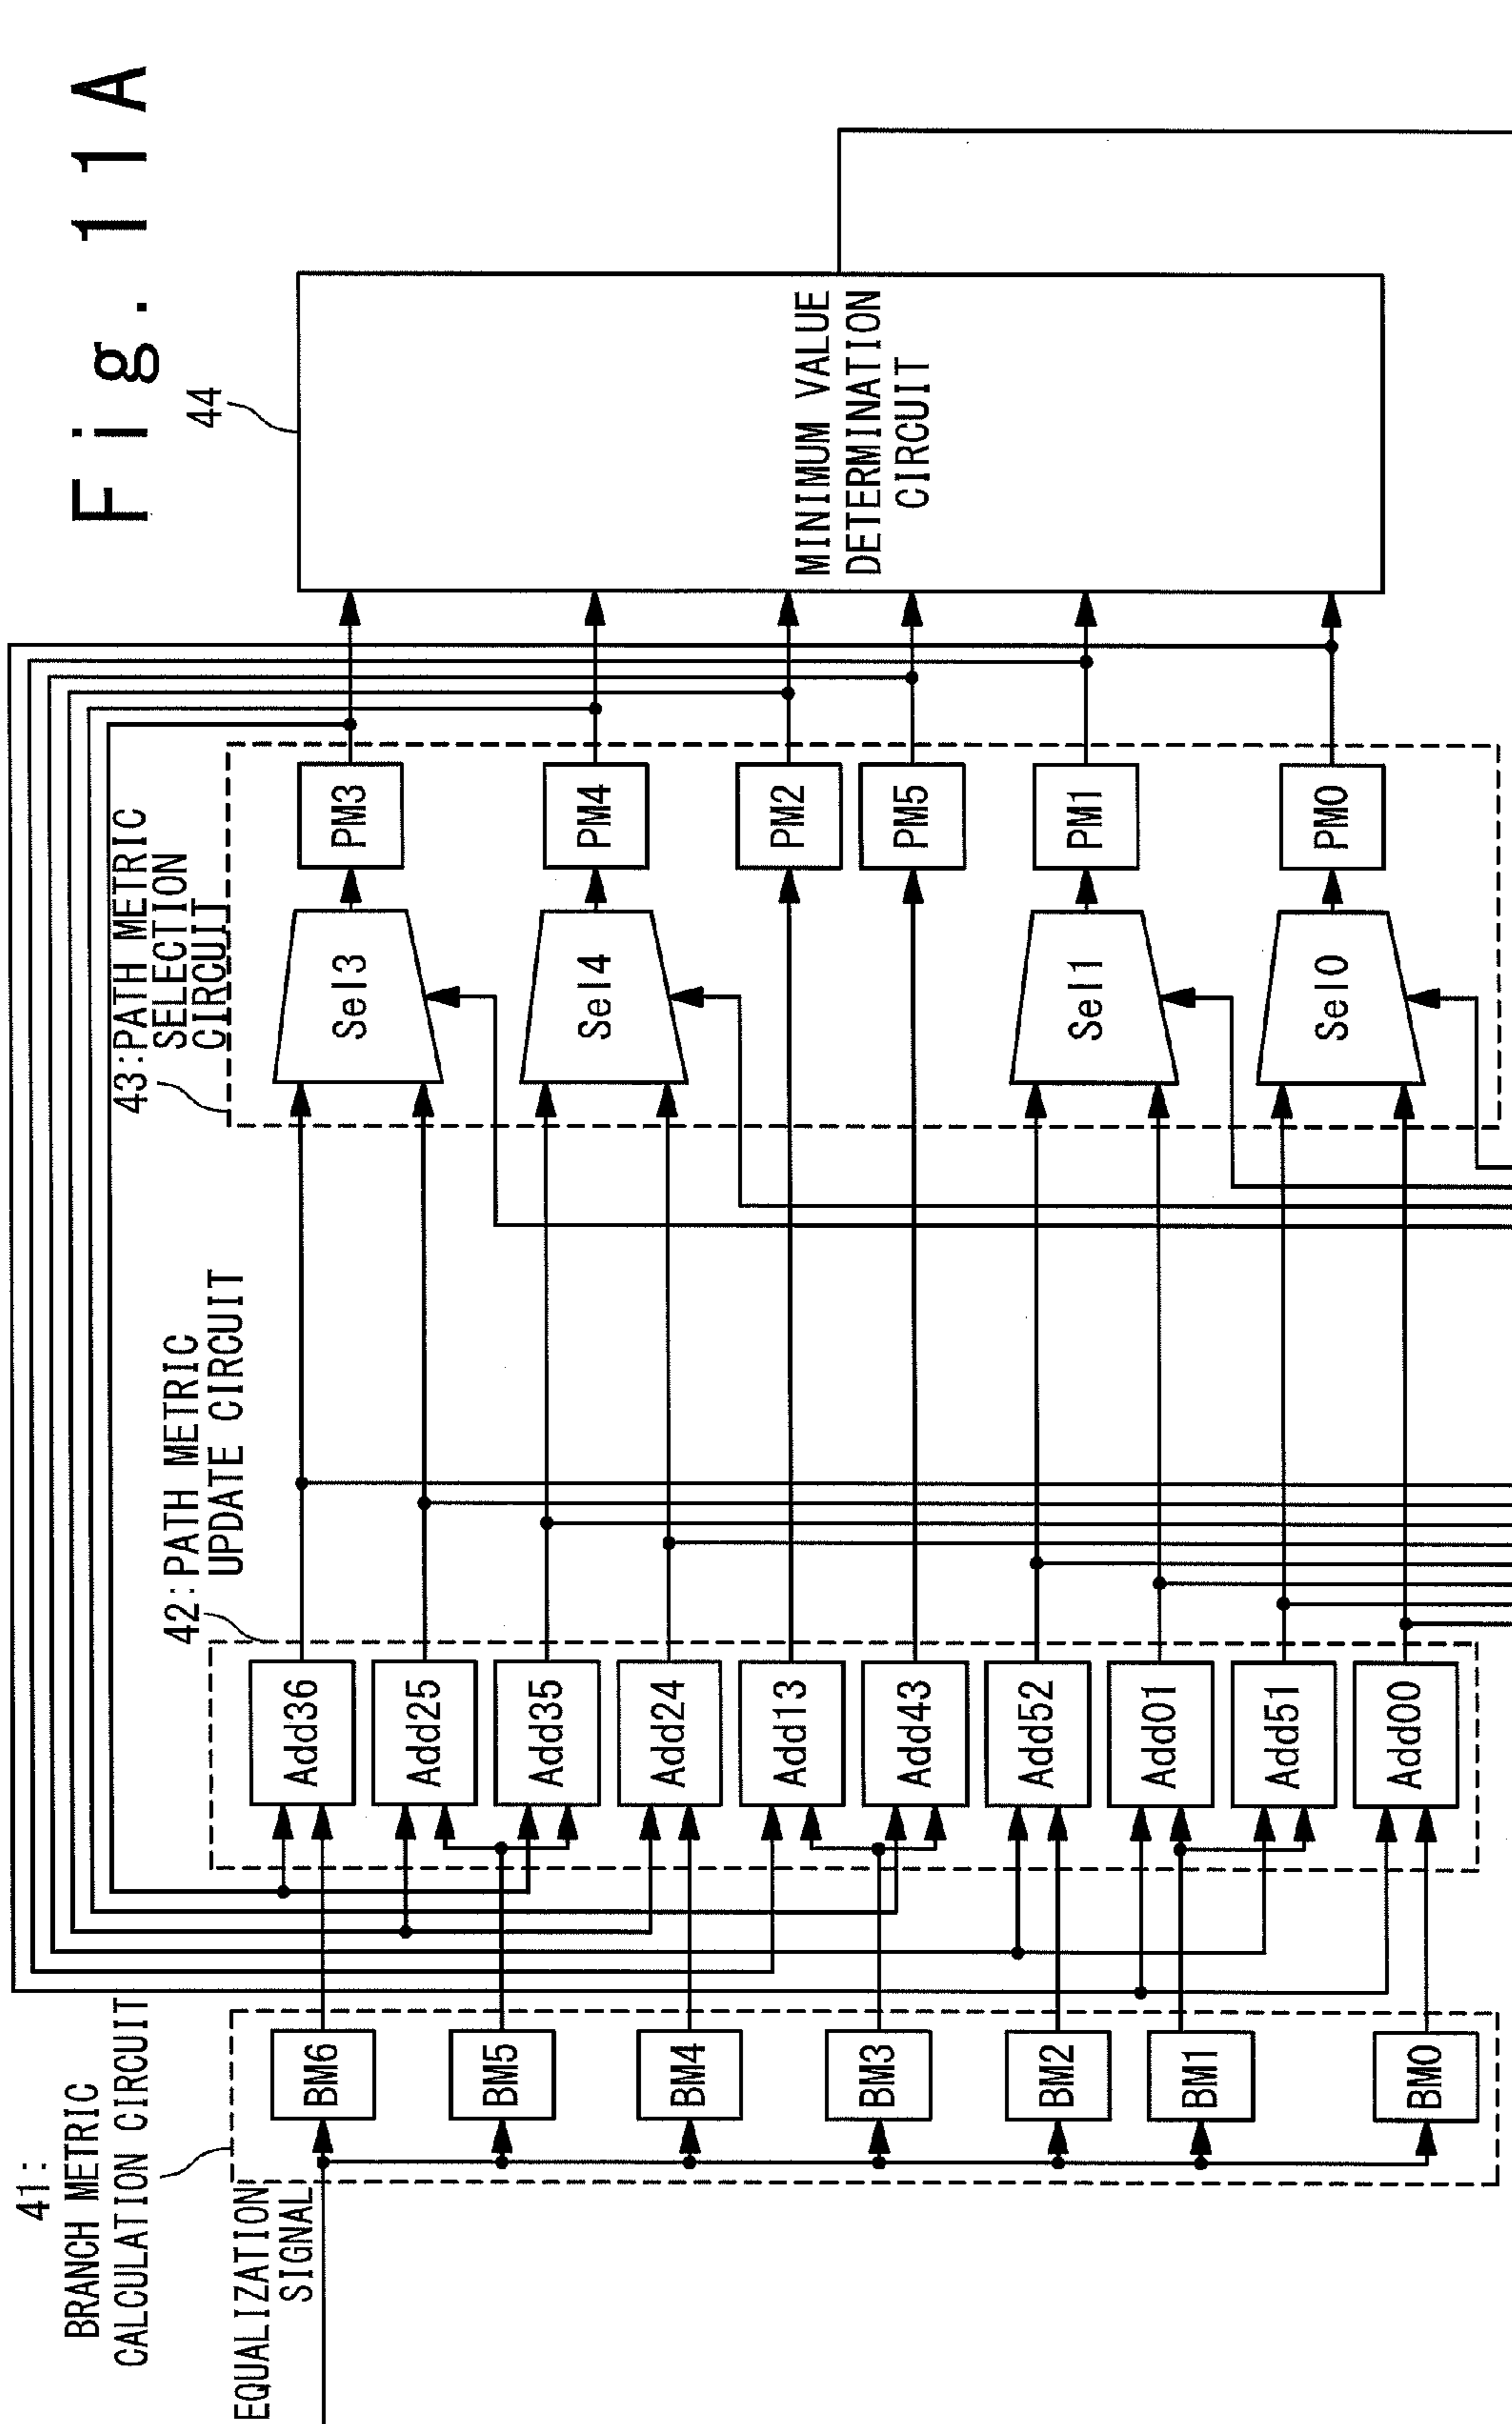 Fig. 11A
41:
BRANCH METRIC
CALCULATION CIRCUIT
42:PATH METRIC
UPDATE CIRCUIT
43:PATH METRIC
SELECTION
CIRCUIT
44
EQUALIZATION
SIGNAL
BM6
BM5
BM4
BM3
BM2
BM1
BM0
Add36
Add25
Add35
Add24
Add13
Add43
Add52
Add01
Add51
Add00
Sel3
Sel4
Sel1
Sel0
PM3
PM4
PM2
PM5
PM1
PM0
MINIMUM VALUE
DETERMINATION
CIRCUIT